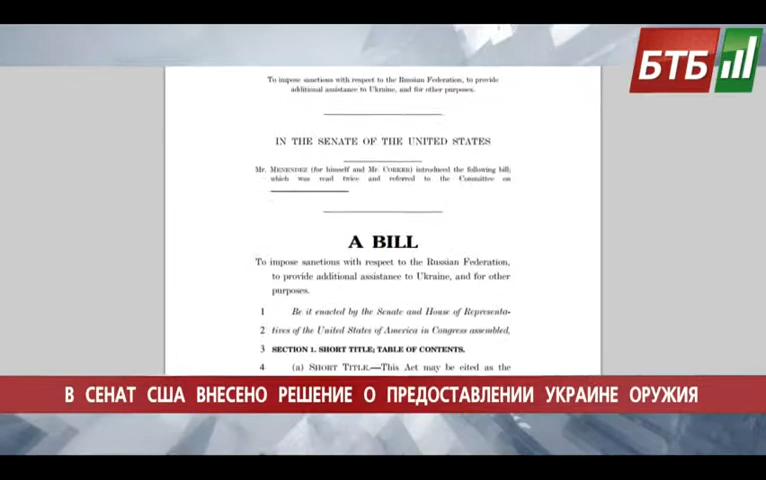 БТБ
To impose sanctions with respect to the Russian Federation, to provide
additional assistance to Ukraine, and for other purposes.
IN THE SENATE OF THE UNITED STATES
Mr. MENENDEZ (for himself and Mr. CORKER) introduced the following bill;
which was read twice and referred to the Committee on
A BILL
To impose sanctions with respect to the Russian Federation,
to provide additional assistance to Ukraine, and for other
purposes.
1 Be it enacted by the Senate and House of Representa-
2 tives of the United States of America in Congress assembled,
3 SECTION 1. SHORT TITLE; TABLE OF CONTENTS.
4 (a) SHORT TITLE.—This Act may be cited as the
В СЕНАТ США ВНЕСЕНО РЕШЕНИЕ О ПРЕДОСТАВЛЕНИИ УКРАИНЕ ОРУЖИЯ